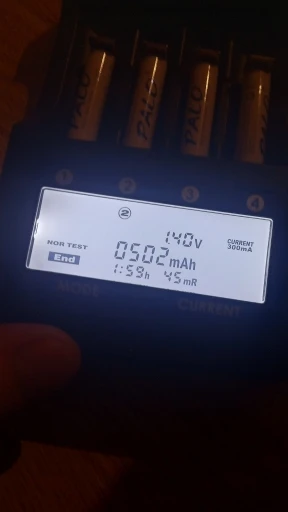 PALO PALO PALO PALO
1 2 3 4
2
1.40V
CURRENT
300mA
NOR TEST
0502mAh
End
1:59h 45mR
MODE CURRENT